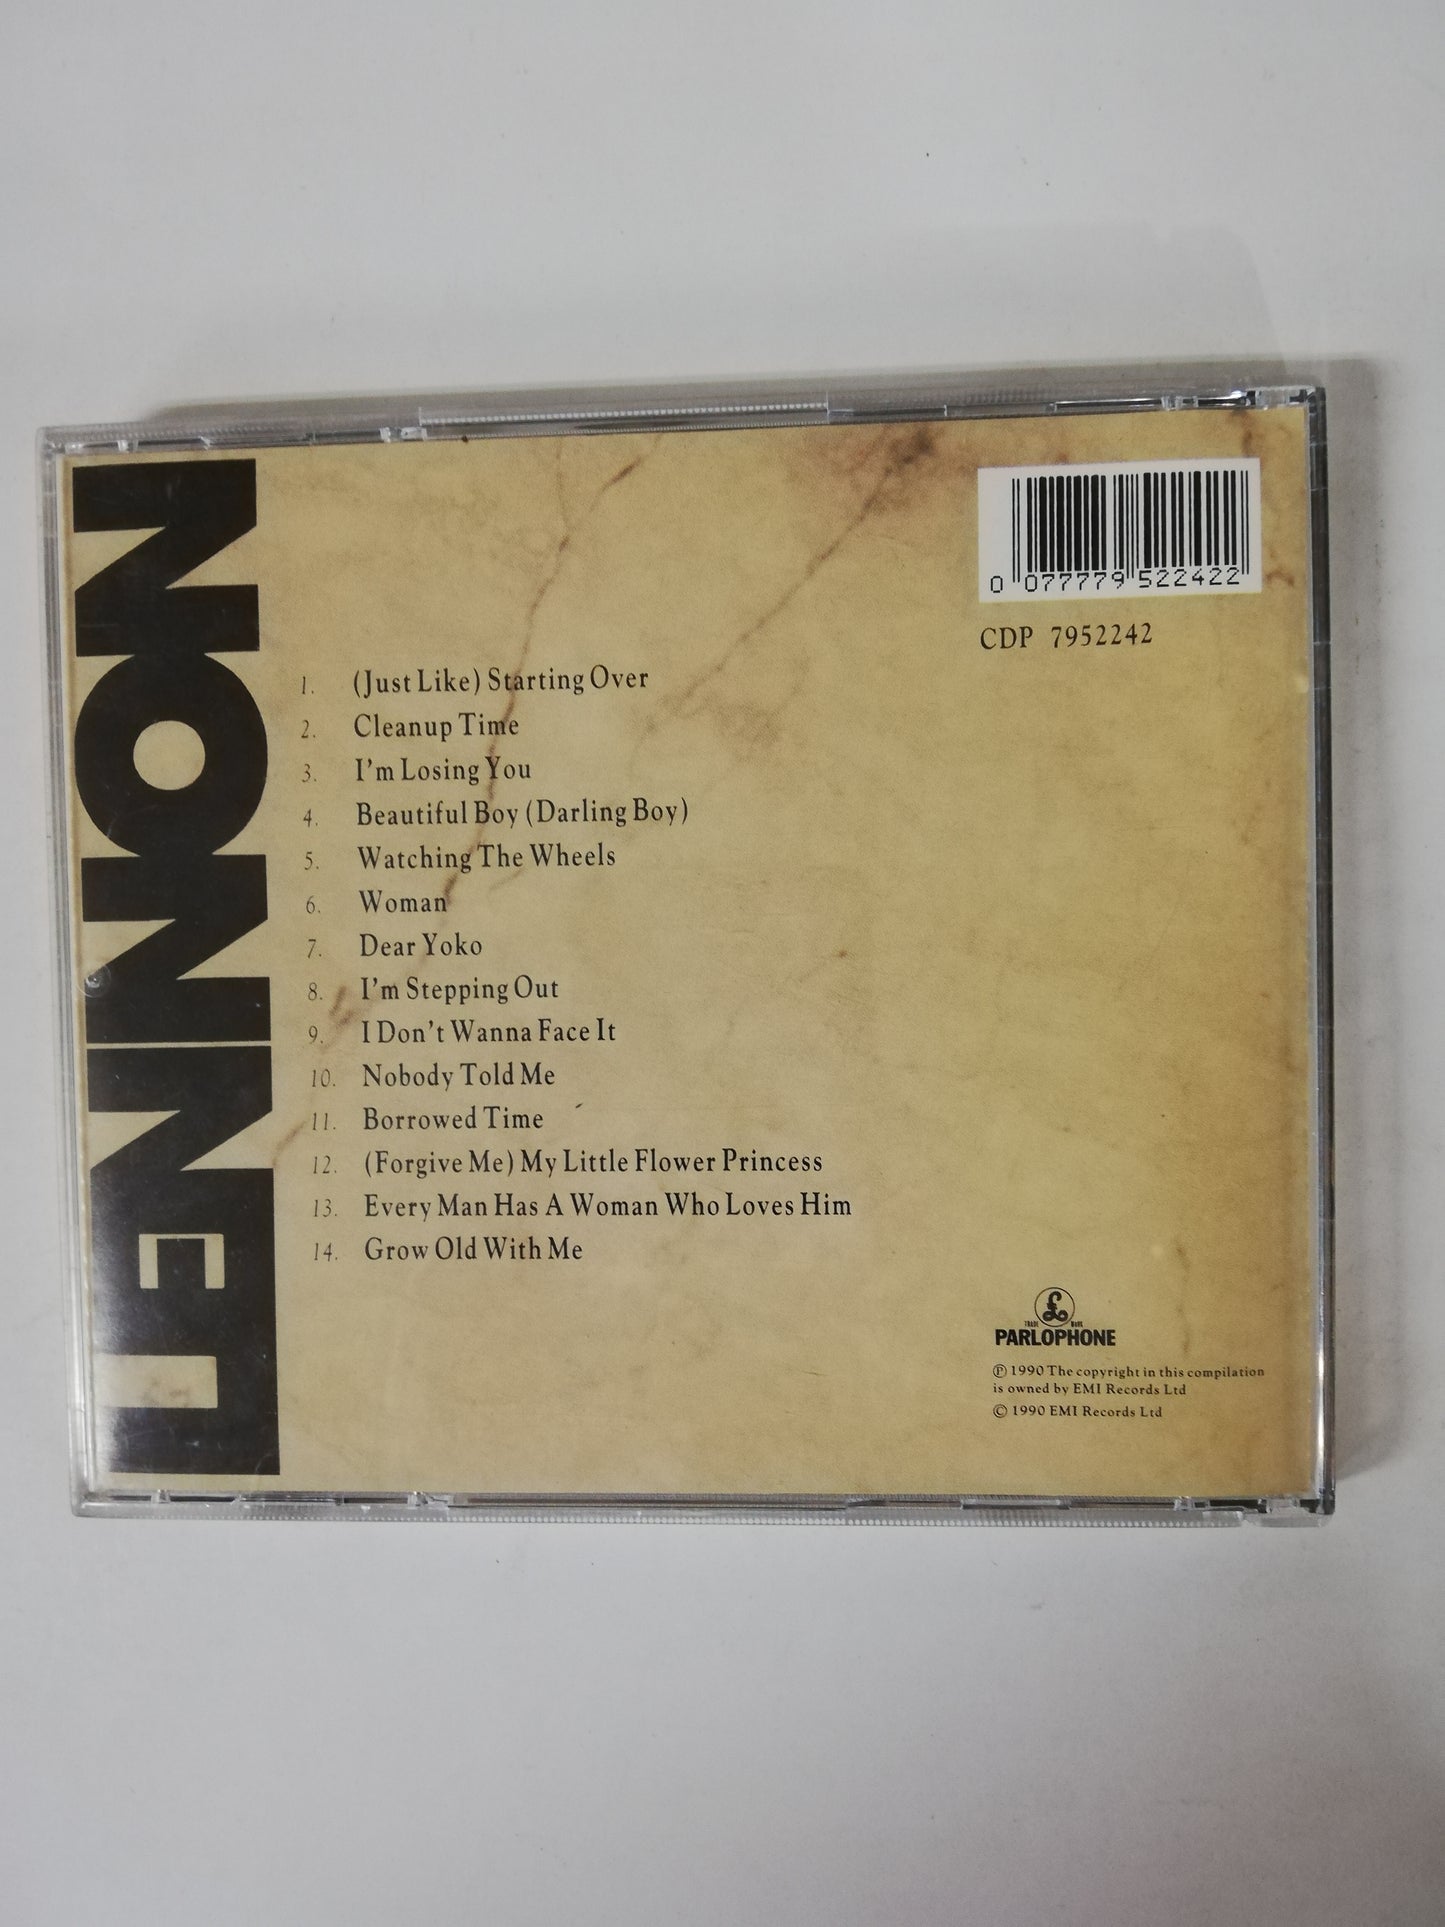 LENNON
0 077779 522422
CDP 7952242
1. (Just Like) Starting Over
2. Cleanup Time
3. I'm Losing You
4. Beautiful Boy (Darling Boy)
5. Watching The Wheels
6. Woman
7. Dear Yoko
8. I'm Stepping Out
9. I Don't Wanna Face It
10. Nobody Told Me
11. Borrowed Time
12. (Forgive Me) My Little Flower Princess
13. Every Man Has A Woman Who Loves Him
14. Grow Old With Me
£
TRADE MARK
PARLOPHONE
℗ 1990 The copyright in this compilation
is owned by EMI Records Ltd
© 1990 EMI Records Ltd